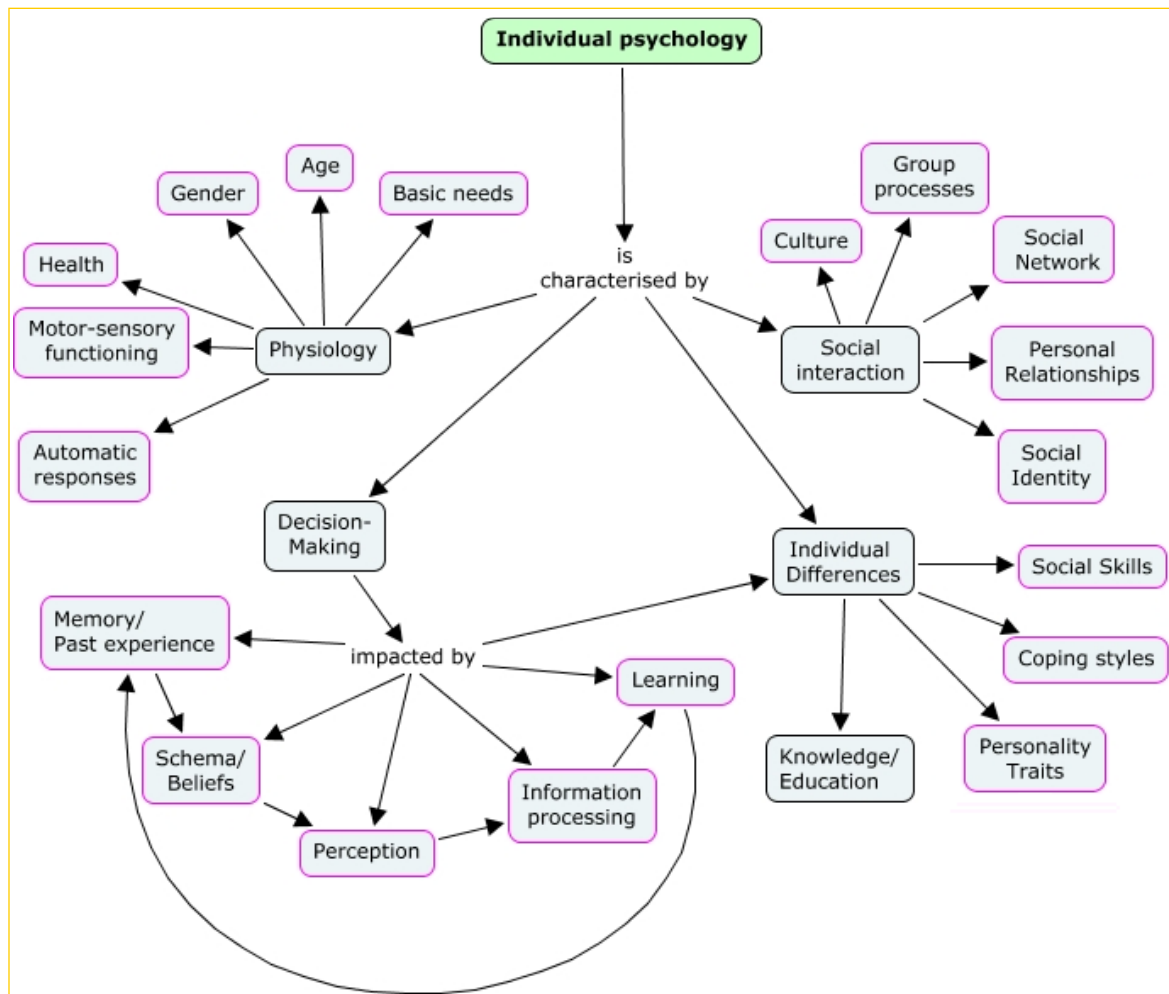 Individual psychology
Age
Gender
Basic needs
Group
processes
Culture
Social
Network
is
characterised by
Health
Motor-sensory
functioning
Physiology
Social
interaction
Personal
Relationships
Automatic
responses
Social
Identity
Decision-
Making
Individual
Differences
Social Skills
Memory/
Past experience
impacted by
Learning
Coping styles
Schema/
Beliefs
Knowledge/
Education
Personality
Traits
Information
processing
Perception